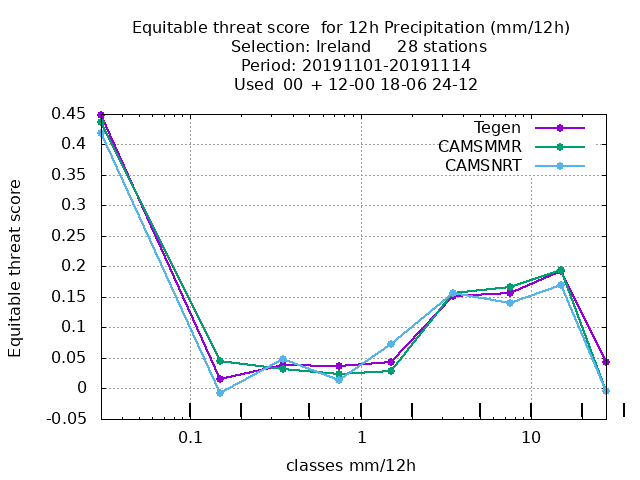 Equitable threat score  for 12h Precipitation (mm/12h)
Selection: Ireland     28 stations
Period: 20191101-20191114
Used  00  + 12-00 18-06 24-12
Tegen
CAMSMMR
CAMSNRT
0.45
0.4
0.35
0.3
0.25
0.2
0.15
0.1
0.05
0
-0.05
Equitable threat score
0.1 1 10
classes mm/12h